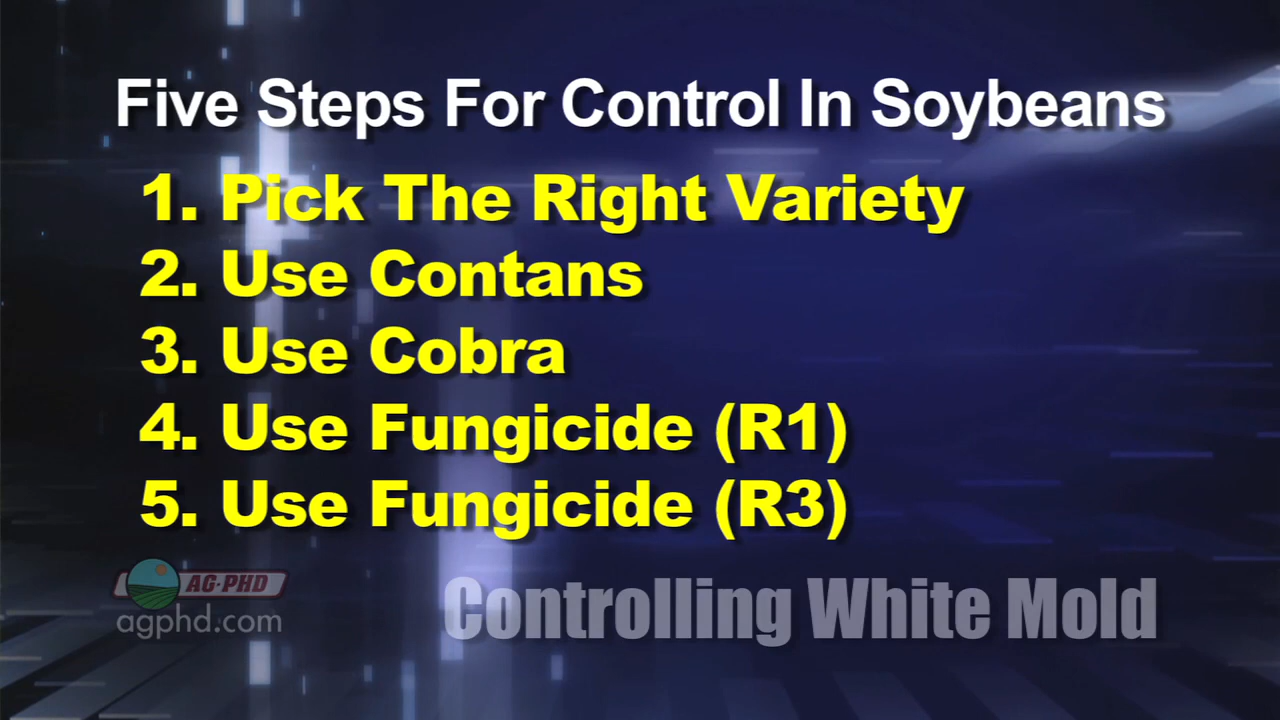 Five Steps For Control In Soybeans
1. Pick The Right Variety
2. Use Contans
3. Use Cobra
4. Use Fungicide (R1)
5. Use Fungicide (R3)
AG·PHD
agphd.com
Controlling White Mold